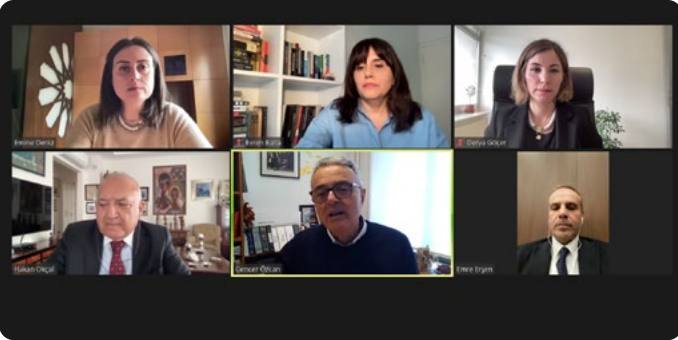 Emine Deniz
Evren Balta
Derya Göçer
Hakan Okçal
Gencer Özcan
Emre Erşen